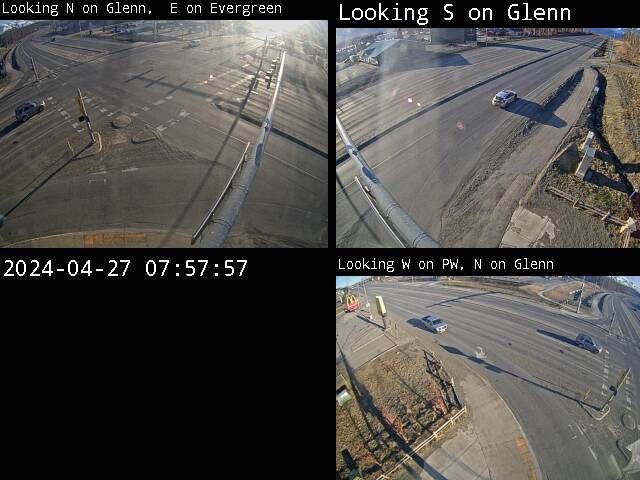 Looking N on Glenn, E on Evergreen
Looking S on Glenn
2024-04-27 07:57:57
Looking W on PW, N on Glenn